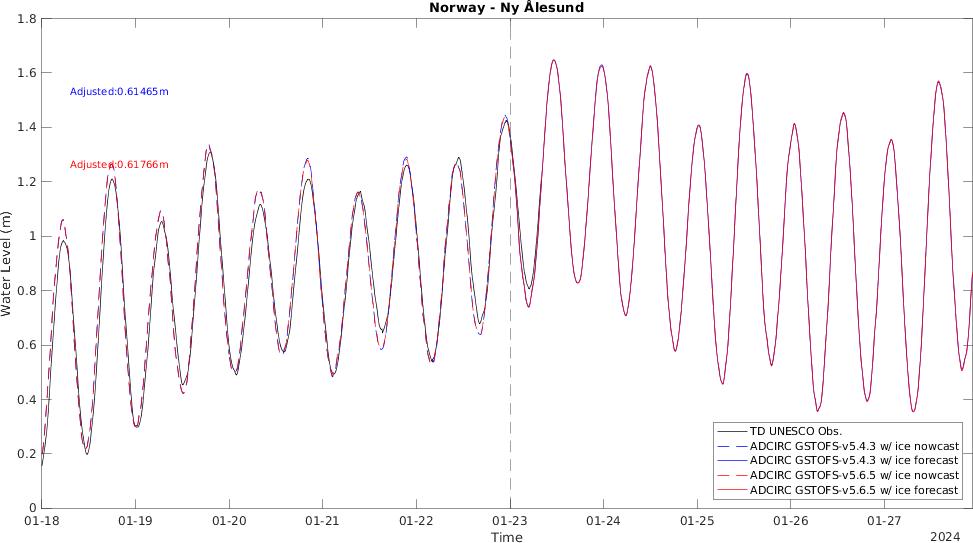 Norway - Ny Ålesund
1.8
1.6
1.4
1.2
1
0.8
0.6
0.4
0.2
0
Water Level (m)
Adjusted:0.61465m
Adjusted:0.61766m
TD UNESCO Obs.
ADCIRC GSTOFS-v5.4.3 w/ ice nowcast
ADCIRC GSTOFS-v5.4.3 w/ ice forecast
ADCIRC GSTOFS-v5.6.5 w/ ice nowcast
ADCIRC GSTOFS-v5.6.5 w/ ice forecast
01-18 01-19 01-20 01-21 01-22 01-23 01-24 01-25 01-26 01-27
Time
2024